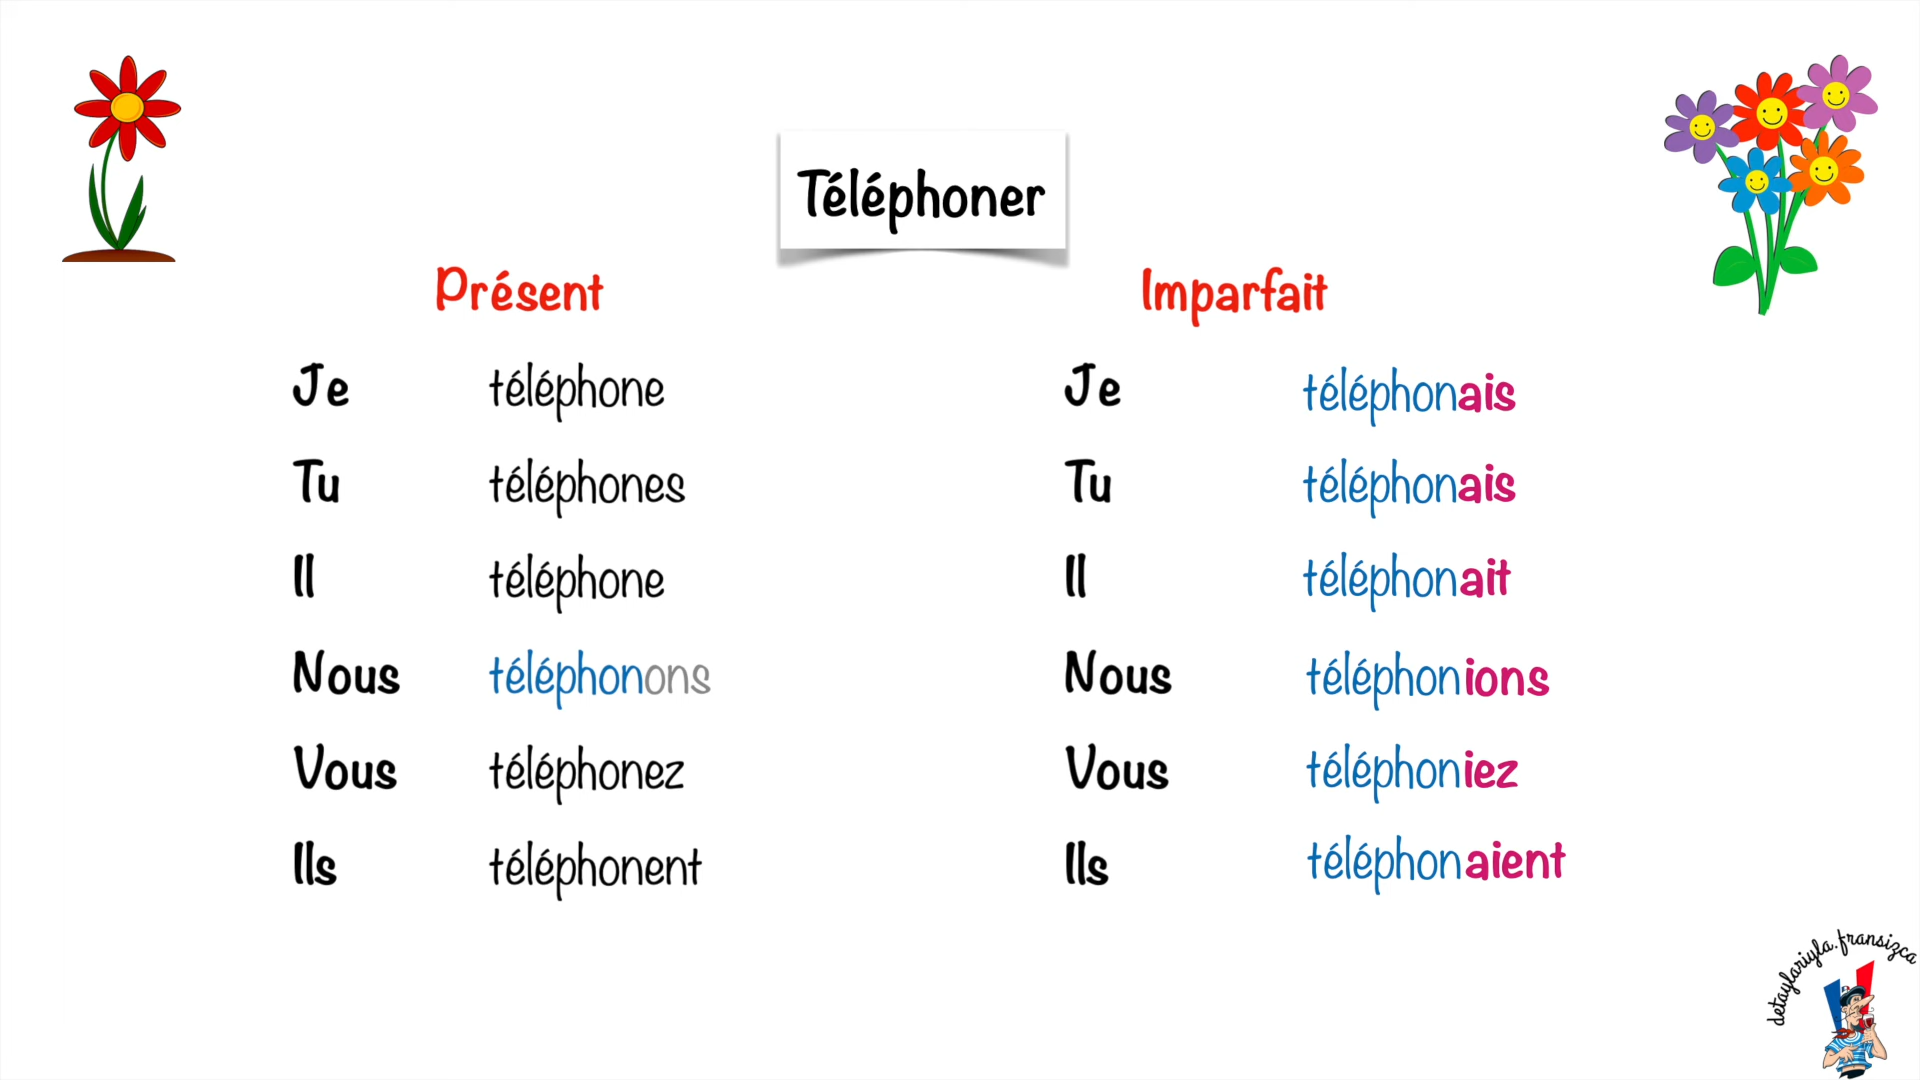 Téléphoner
Présent
Je téléphone
Tu téléphones
Il téléphone
Nous téléphonons
Vous téléphonez
Ils téléphonent
Imparfait
Je téléphonais
Tu téléphonais
Il téléphonait
Nous téléphonions
Vous téléphoniez
Ils téléphonaient
detaylariyla.fransizca